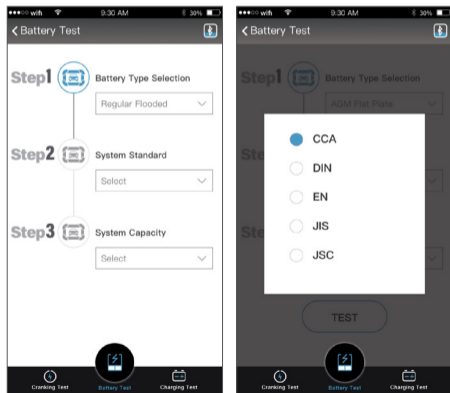 wifi 9:30 AM 30%
Battery Test
Step1 Battery Type Selection
Regular Flooded
Step2 System Standard
Select
Step3 System Capacity
Select
Cranking Test Battery Test Charging Test
wifi 9:30 AM 30%
Battery Test
Step1 Battery Type Selection
AGM Flat Plate
CCA
DIN
EN
JIS
JSC
Ste
Ste
TEST
Cranking Test Battery Test Charging Test